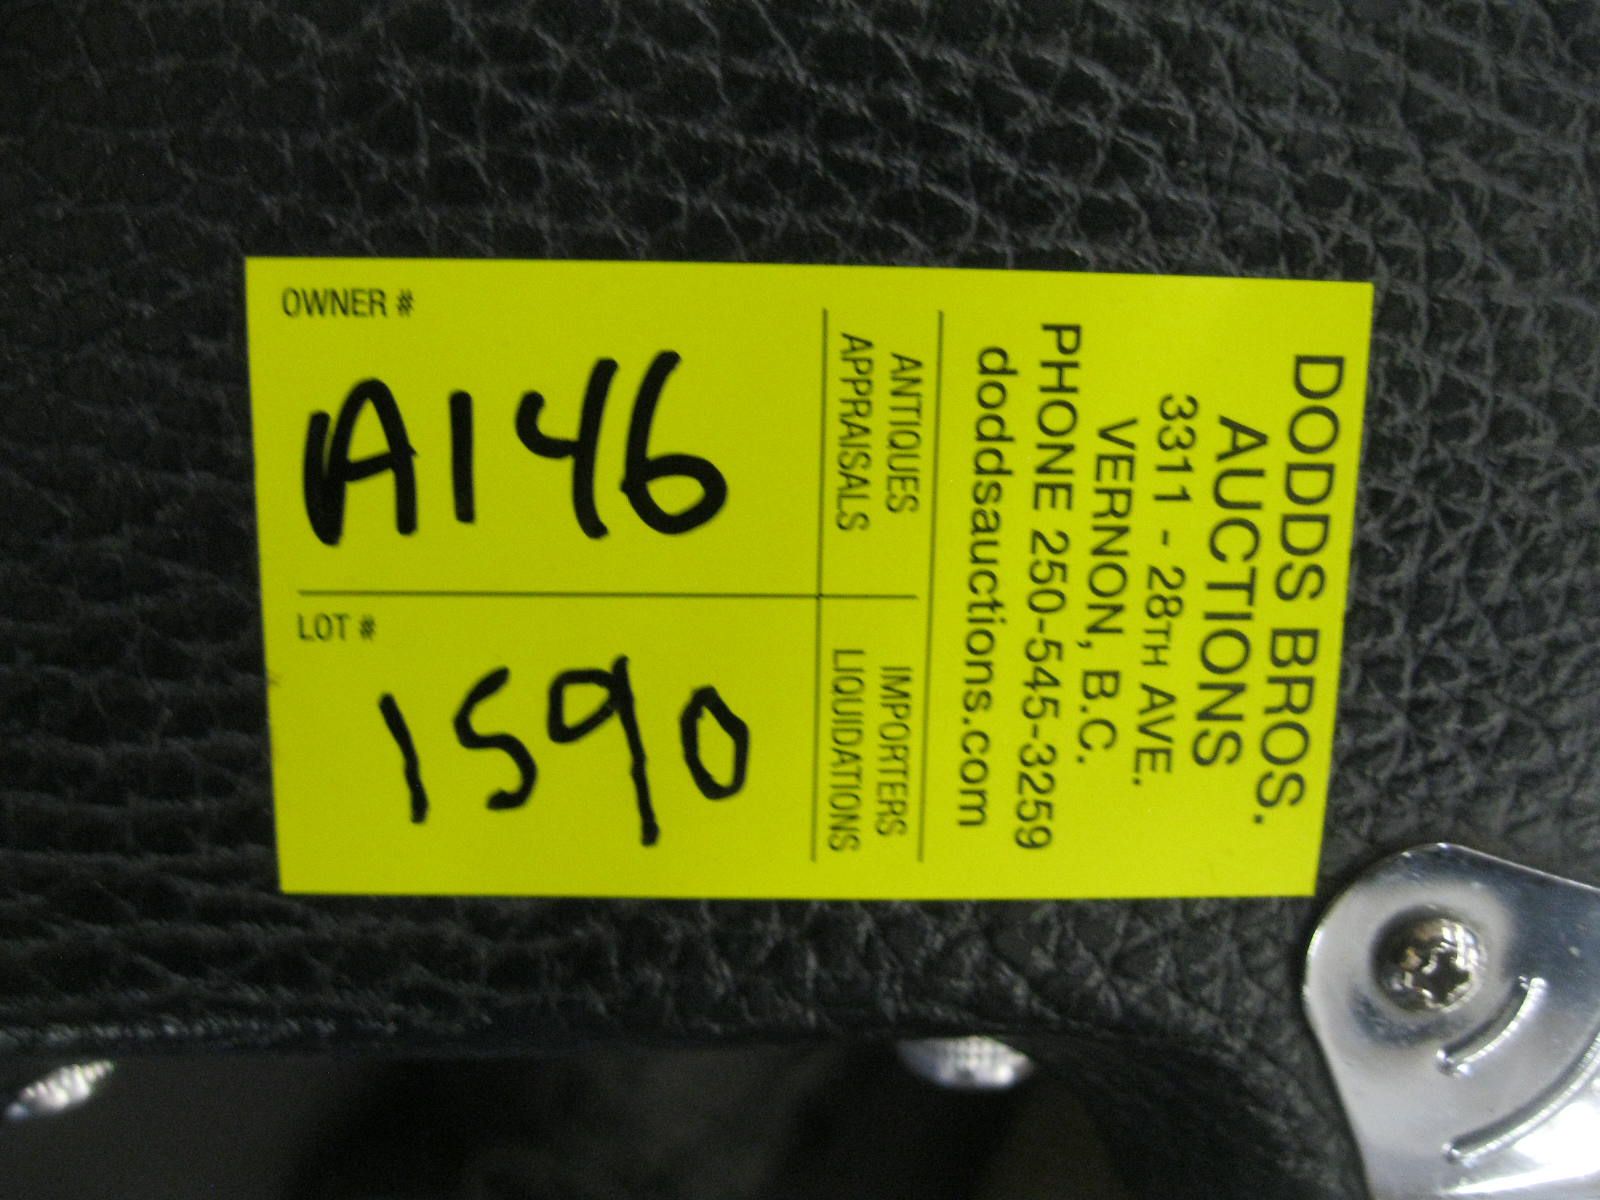 OWNER #
A146
LOT #
1590
ANTIQUES
APPRAISALS
IMPORTERS
LIQUIDATIONS
DODDS BROS.
AUCTIONS
3311 - 28TH AVE.
VERNON, B.C.
PHONE 250-545-3259
doddsauctions.com